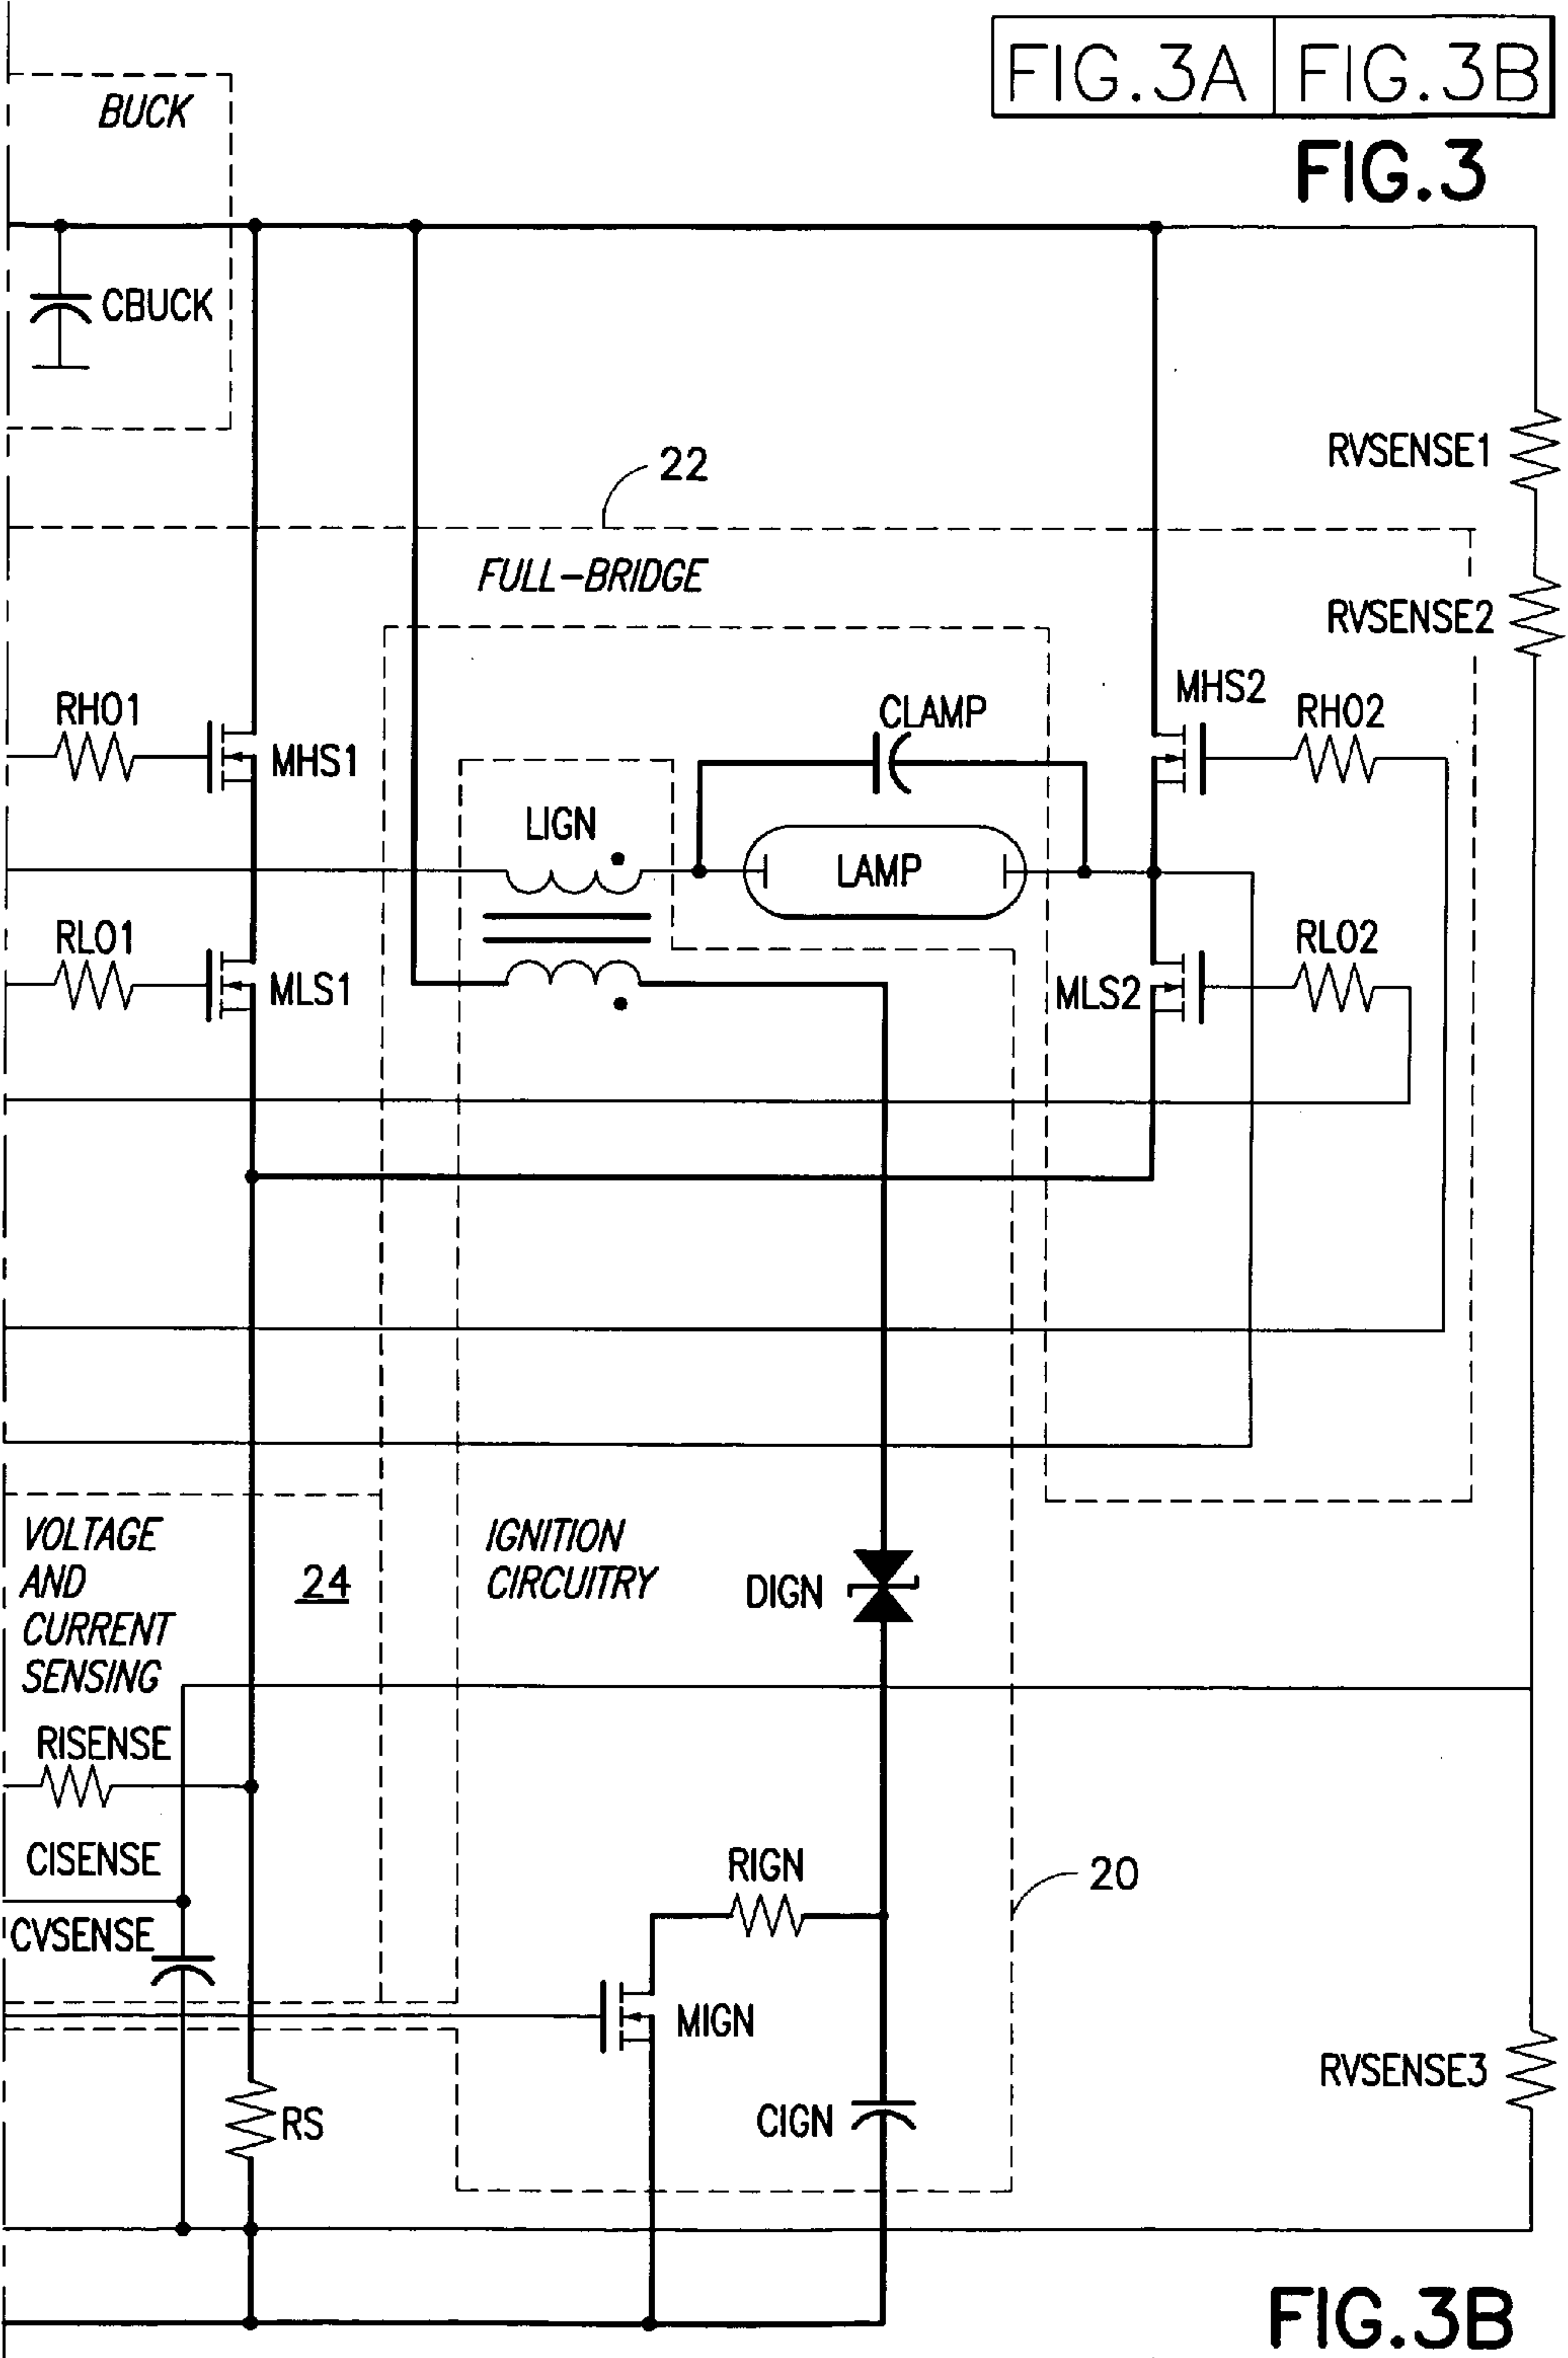 FIG.3A FIG.3B
FIG.3
BUCK
CBUCK
RVSENSE1
22
FULL-BRIDGE
RVSENSE2
RHO1
MHS1
CLAMP
MHS2
RHO2
LIGN
LAMP
RLO1
MLS1
MLS2
RLO2
VOLTAGE
AND
CURRENT
SENSING
24
IGNITION
CIRCUITRY
DIGN
RISENSE
CISENSE
CVSENSE
RIGN
20
MIGN
RS
CIGN
RVSENSE3
FIG.3B